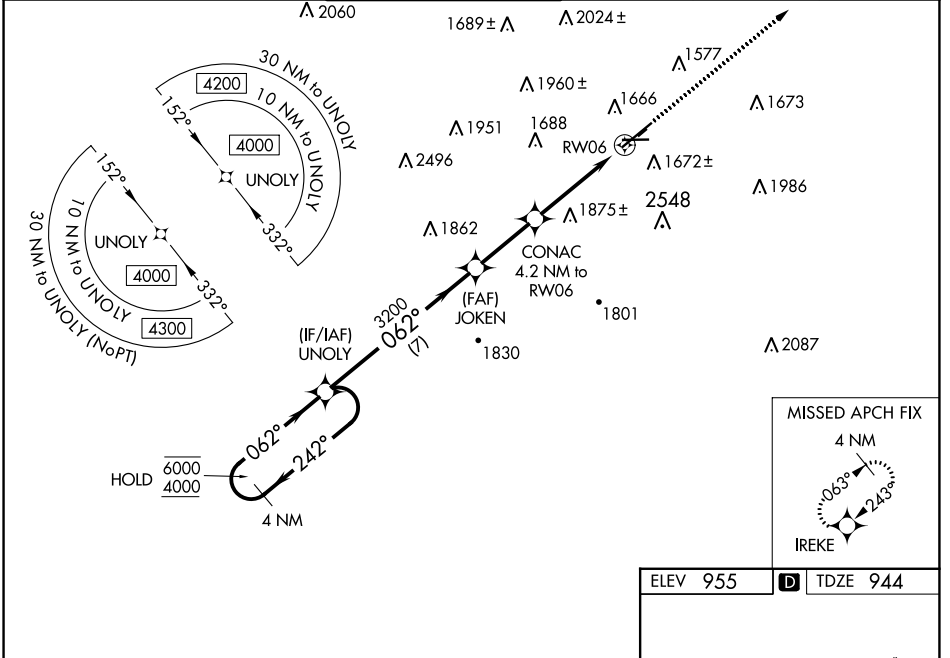 2060
1689±
2024±
1577
30 NM to UNOLY
4200
10 NM to UNOLY
152°
4000
UNOLY
332°
1960±
1666
1673
1951
1688
RW06
2496
1672±
1986
2548
1875±
152°
UNOLY
10 NM to UNOLY
4000
332°
30 NM to UNOLY (NoPT)
4300
1862
CONAC
4.2 NM to
RW06
(FAF)
JOKEN
1801
3200
062°
(7)
(IF/IAF)
UNOLY
1830
2087
062°
242°
HOLD
6000
4000
4 NM
MISSED APCH FIX
4 NM
063°
243°
IREKE
ELEV 955
D
TDZE 944